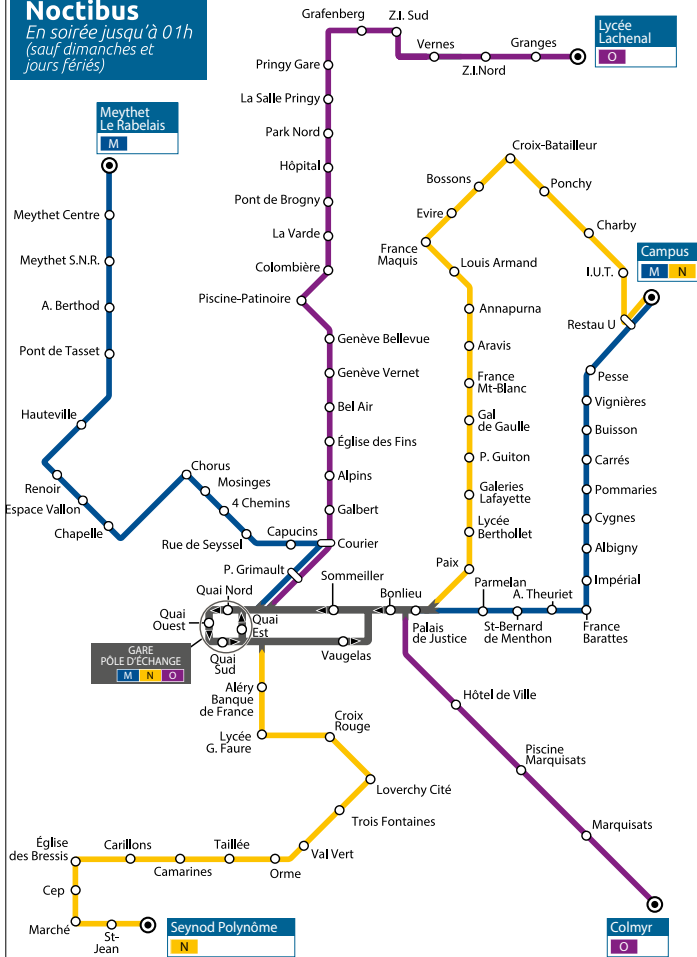 Noctibus
En soirée jusqu'à 01h
(sauf dimanches et
jours fériés)
Grafenberg
Z.I. Sud
Vernes
Z.I.Nord
Granges
Lycée
Lachenal
O
Pringy Gare
La Salle Pringy
Park Nord
Hôpital
Pont de Brogny
La Varde
Colombière
Piscine-Patinoire
Genève Bellevue
Genève Vernet
Bel Air
Église des Fins
Alpins
Galbert
Courier
Meythet
Le Rabelais
M
Meythet Centre
Meythet S.N.R.
A. Berthod
Pont de Tasset
Hauteville
Renoir
Espace Vallon
Chapelle
Chorus
Mosinges
4 Chemins
Rue de Seyssel
Capucins
P. Grimault
Croix-Batailleur
Bossons
Ponchy
Evire
Charby
France
Maquis
Louis Armand
I.U.T.
Campus
M N
Restau U
Annapurna
Aravis
France
Mt-Blanc
Gal
de Gaulle
P. Guiton
Galeries
Lafayette
Lycée
Berthollet
Paix
Pesse
Vignières
Buisson
Carrés
Pommaries
Cygnes
Albigny
Impérial
France
Barattes
A. Theuriet
Parmelan
St-Bernard
de Menthon
Palais
de Justice
Bonlieu
Sommeiller
Vaugelas
Quai Nord
Quai
Ouest
Quai
Est
Quai
Sud
GARE
PÔLE D'ÉCHANGE
M N O
Aléry
Banque
de France
Lycée
G. Faure
Croix
Rouge
Loverchy Cité
Trois Fontaines
Val Vert
Orme
Taillée
Camarines
Carillons
Église
des Bressis
Cep
Marché
St-
Jean
Seynod Polynôme
N
Hôtel de Ville
Piscine
Marquisats
Marquisats
Colmyr
O